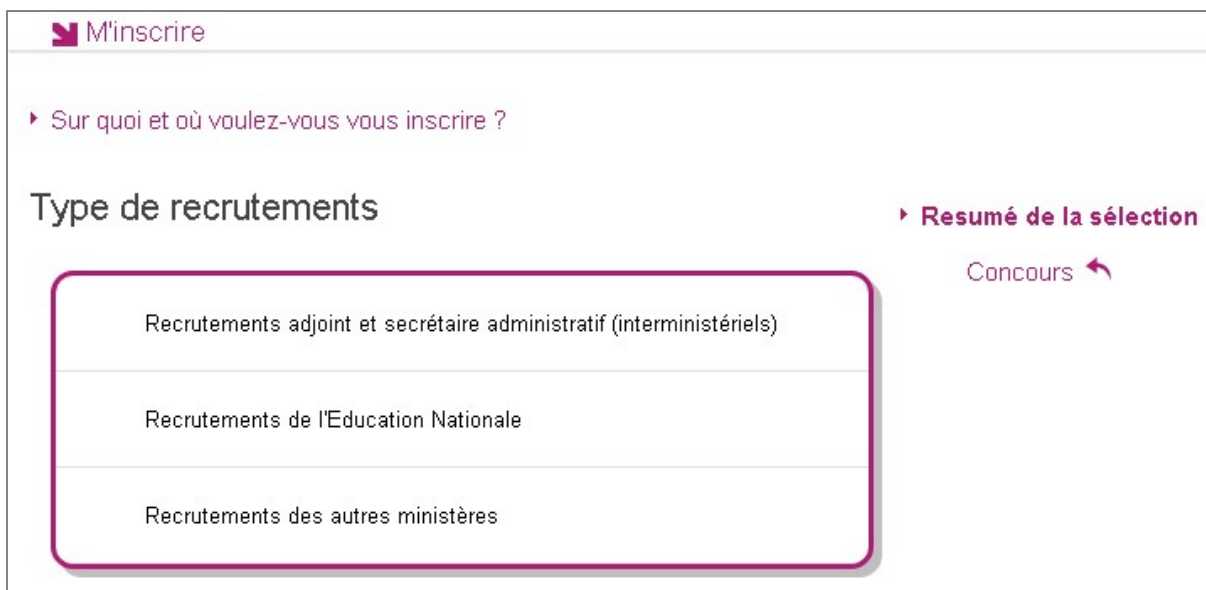 M'inscrire
Sur quoi et où voulez-vous vous inscrire ?
Type de recrutements
Resumé de la sélection
Concours
Recrutements adjoint et secrétaire administratif (interministériels)
Recrutements de l'Education Nationale
Recrutements des autres ministères